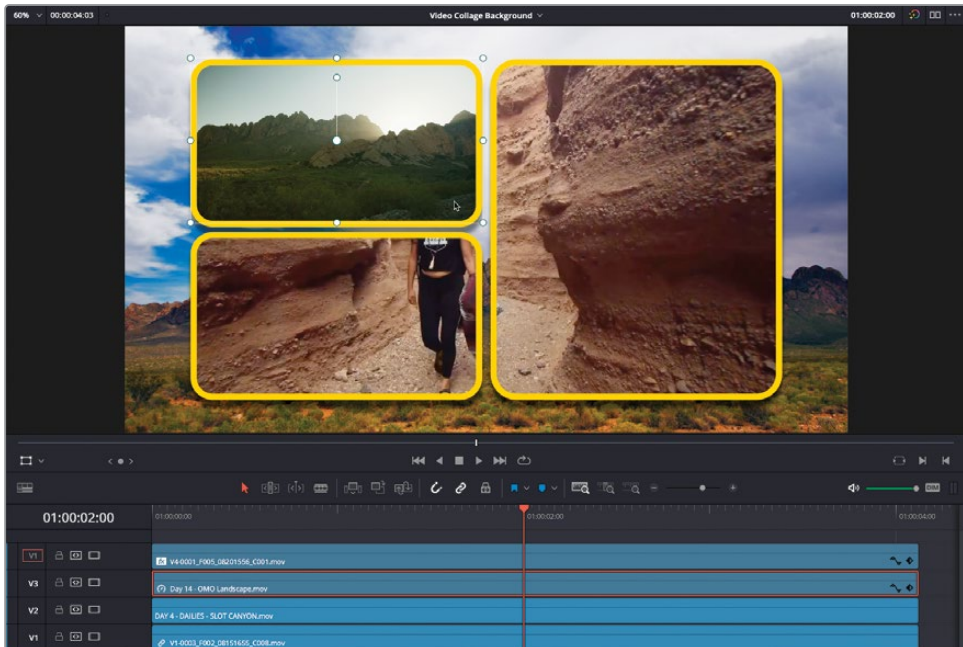 60% 00:00:04:03 Video Collage Background 01:00:02:00
DIM
01:00:02:00 01:00:00:00 01:00:02:00 01:00:04:00
V1 fx V4-0001_F005_08201556_C001.mov
V3 Day 14 - OMO Landscape.mov
V2 DAY 4 - DAILIES - SLOT CANYON.mov
V1 V1-0003_F002_08151655_C008.mov